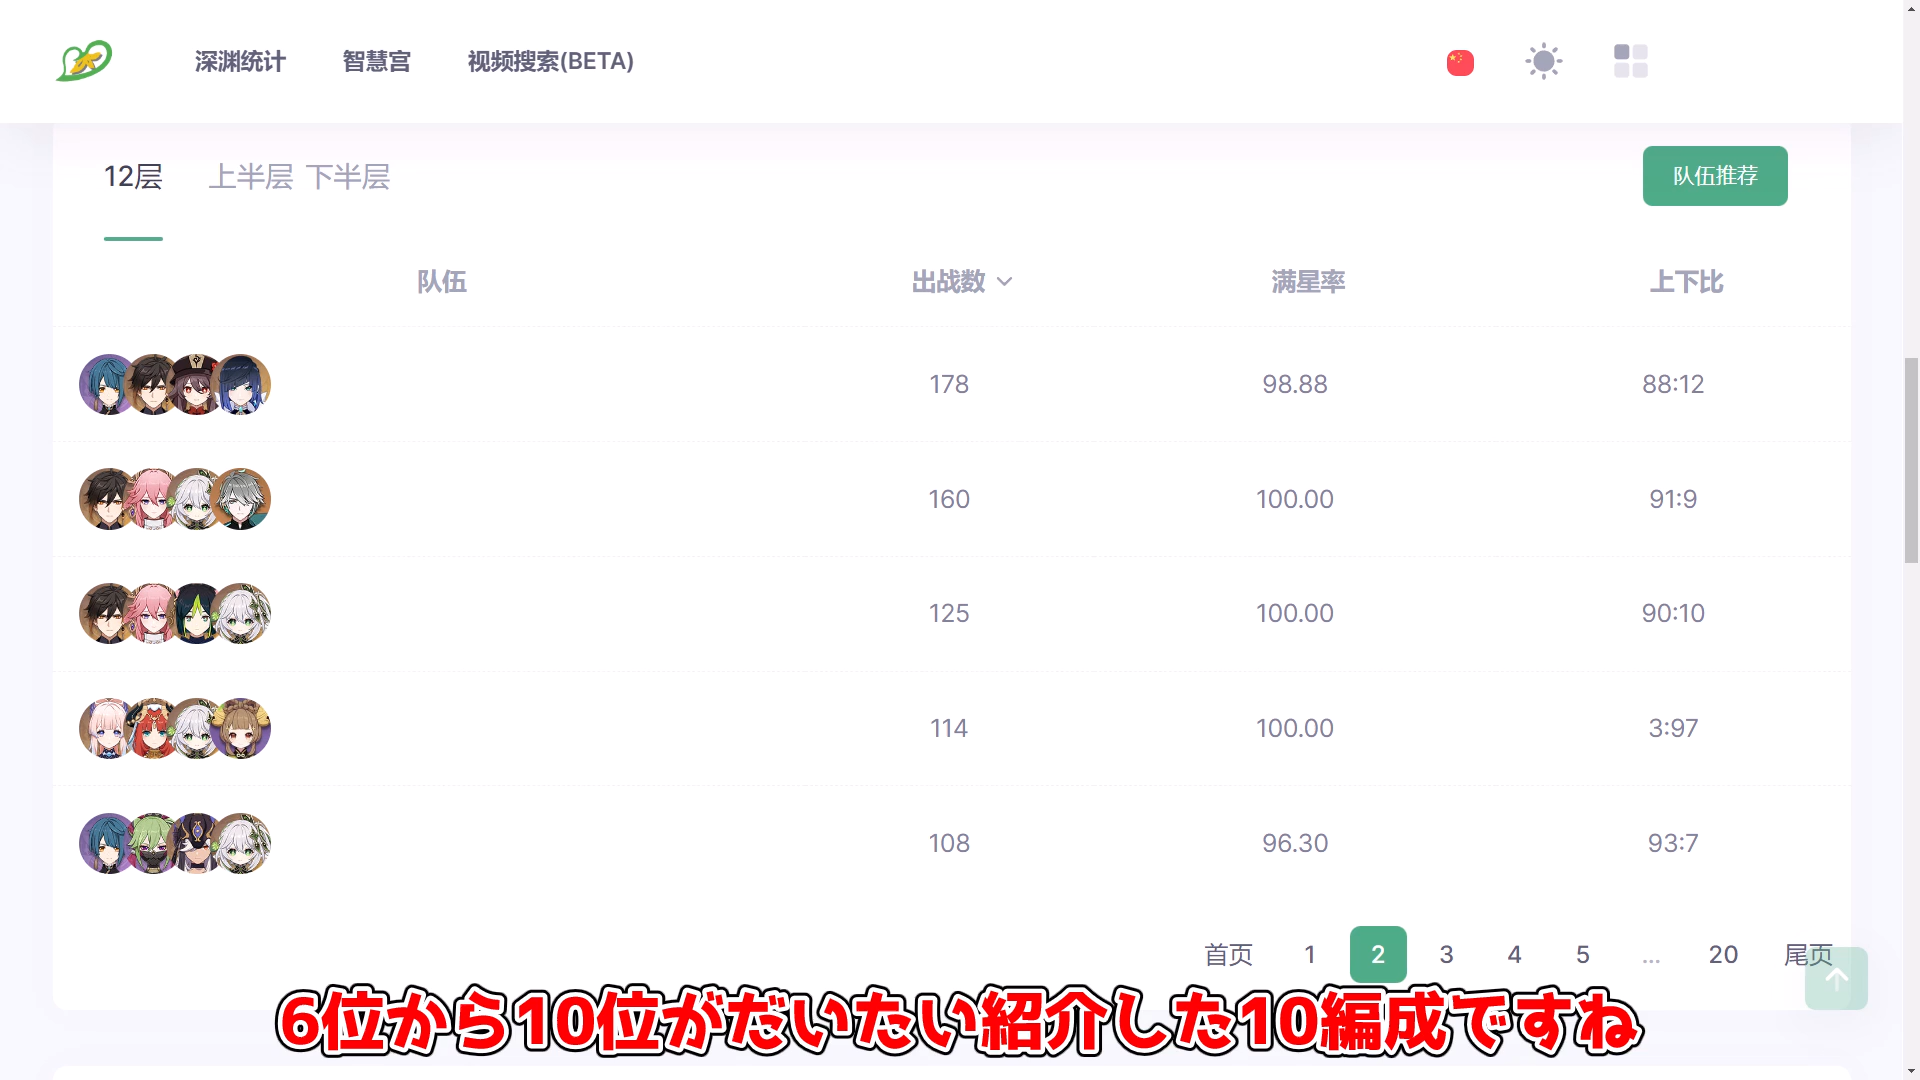 深渊统计 智慧宫 视频搜索(BETA)
12层 上半层 下半层 队伍推荐
队伍 出战数 满星率 上下比
178 98.88 88:12
160 100.00 91:9
125 100.00 90:10
114 100.00 3:97
108 96.30 93:7
首页 1 2 3 4 5 ... 20 尾页
6位から10位がだいたい紹介した10編成ですね